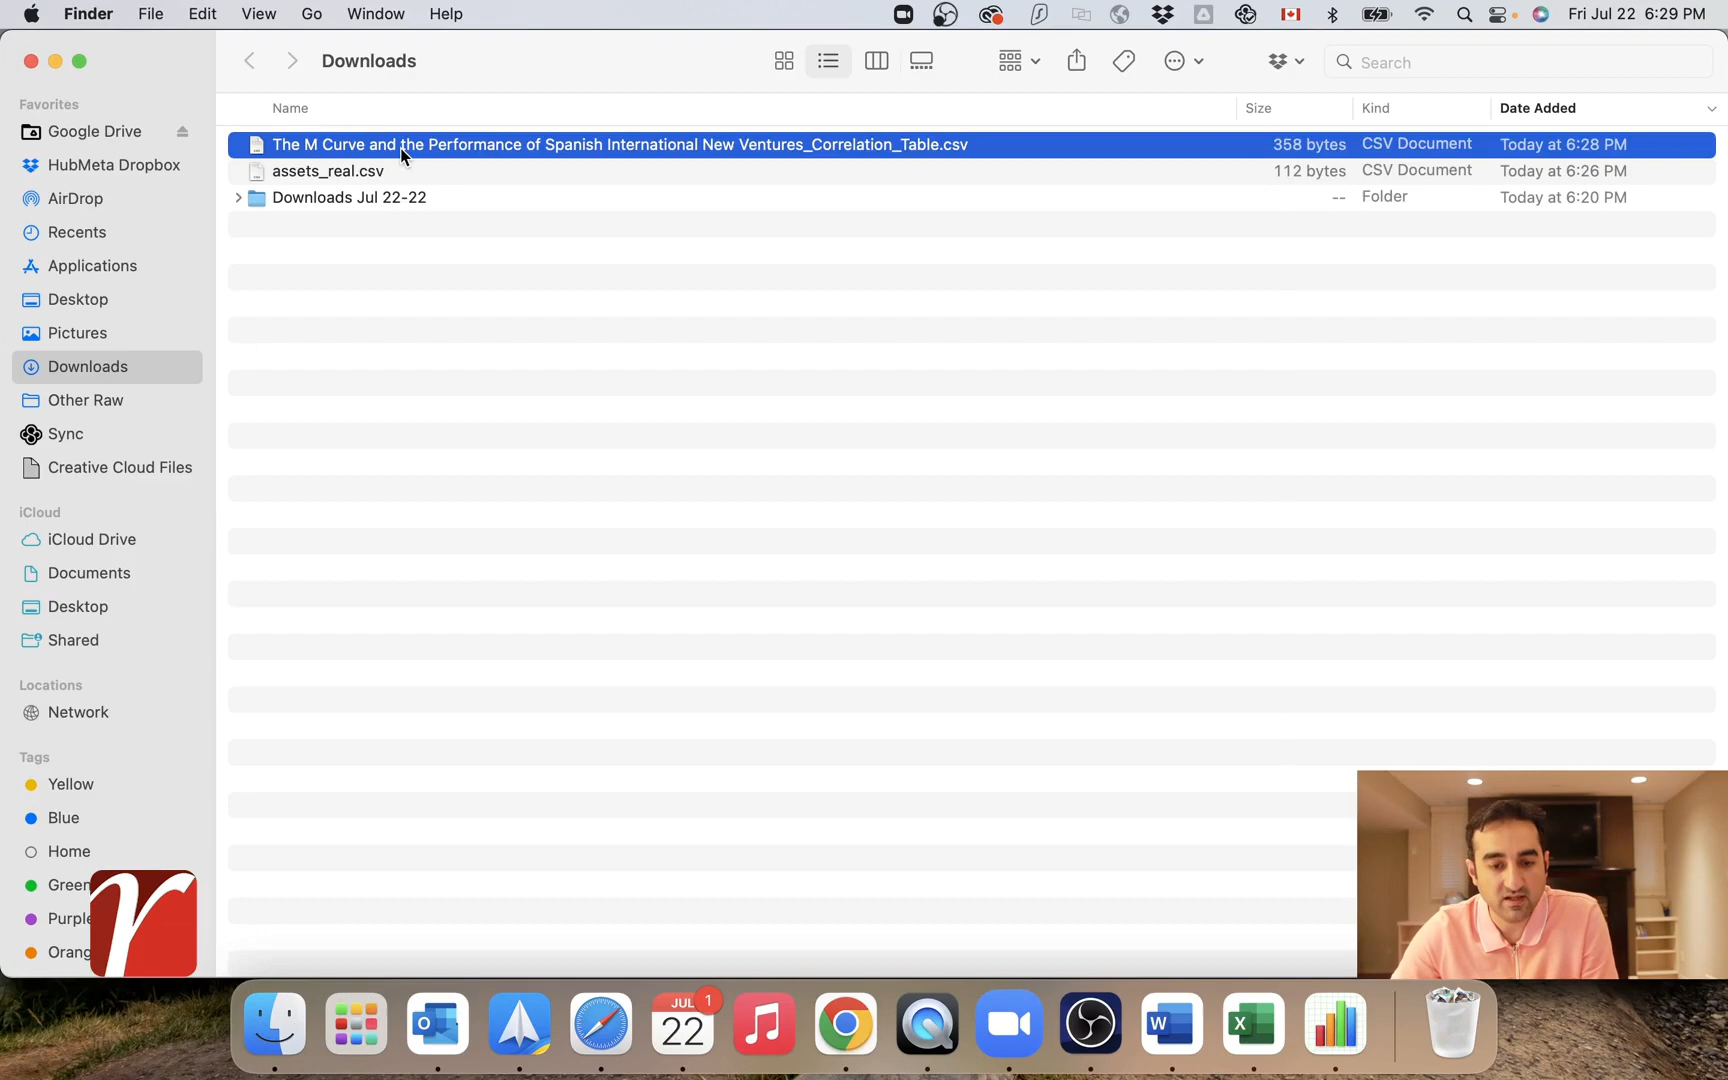 Finder File Edit View Go Window Help Fri Jul 22 6:29 PM
Downloads Search
Favorites
Google Drive
HubMeta Dropbox
AirDrop
Recents
Applications
Desktop
Pictures
Downloads
Other Raw
Sync
Creative Cloud Files
iCloud
iCloud Drive
Documents
Desktop
Shared
Locations
Network
Tags
Yellow
Blue
Home
Green
Name Size Kind Date Added
The M Curve and the Performance of Spanish International New Ventures_Correlation_Table.csv 358 bytes CSV Document Today at 6:28 PM
assets_real.csv 112 bytes CSV Document Today at 6:26 PM
Downloads Jul 22-22 -- Folder Today at 6:20 PM
r
JUL 1
22
O
W
X